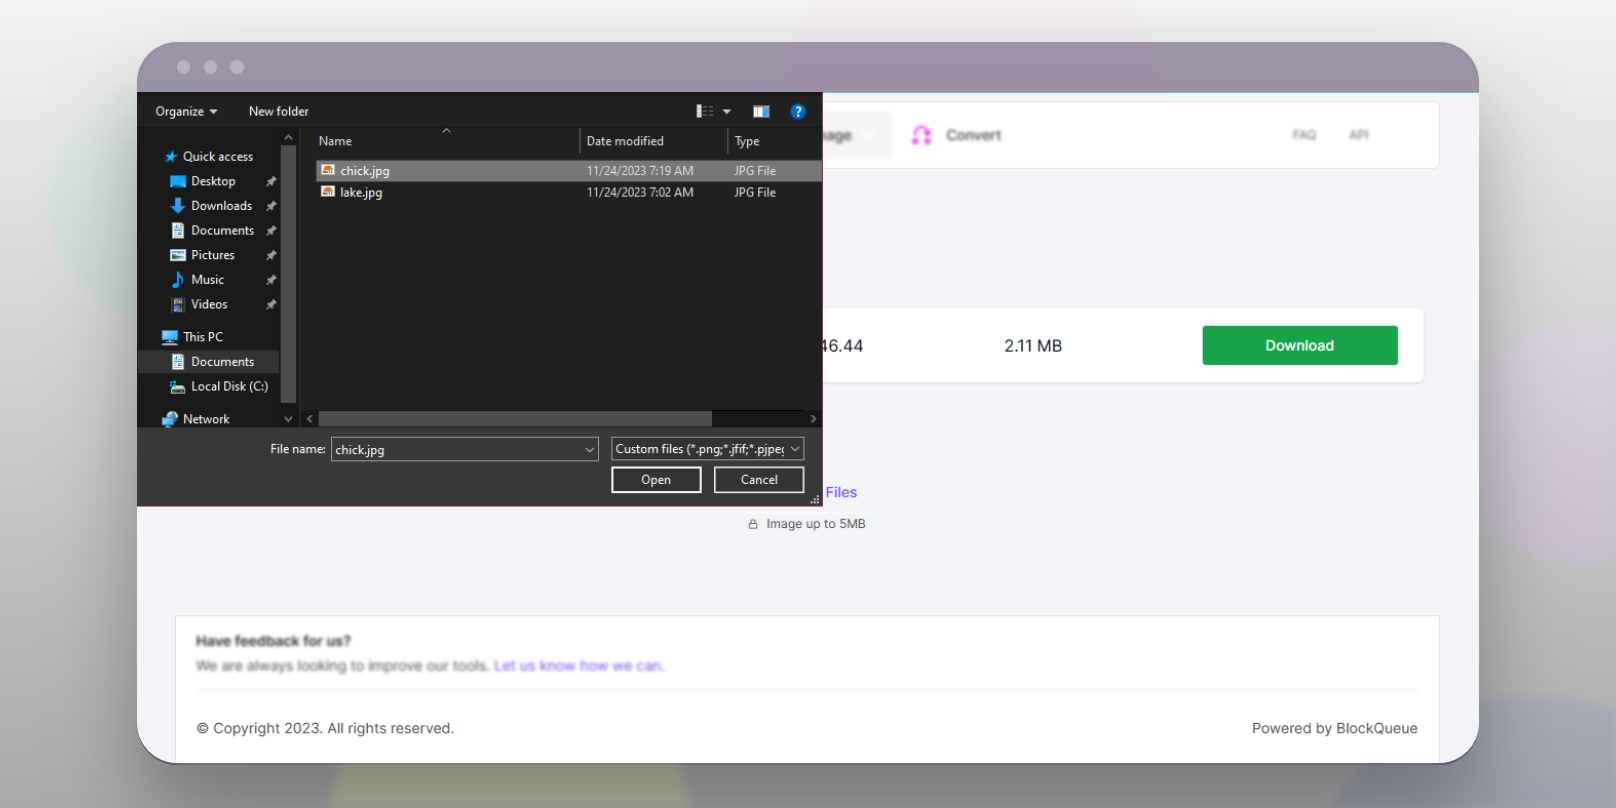 Organize New folder
?
Name Date modified Type
Quick access
Desktop
Downloads
Documents
Pictures
Music
Videos
This PC
Documents
Local Disk (C:)
Network
chick.jpg 11/24/2023 7:19 AM JPG File
lake.jpg 11/24/2023 7:02 AM JPG File
File name: chick.jpg Custom files (*.png;*.jfif;*.pjpeg
Open Cancel
Convert FAQ API
46.44 2.11 MB Download
Files
Image up to 5MB
Have feedback for us?
We are always looking to improve our tools. Let us know how we can.
© Copyright 2023. All rights reserved. Powered by BlockQueue